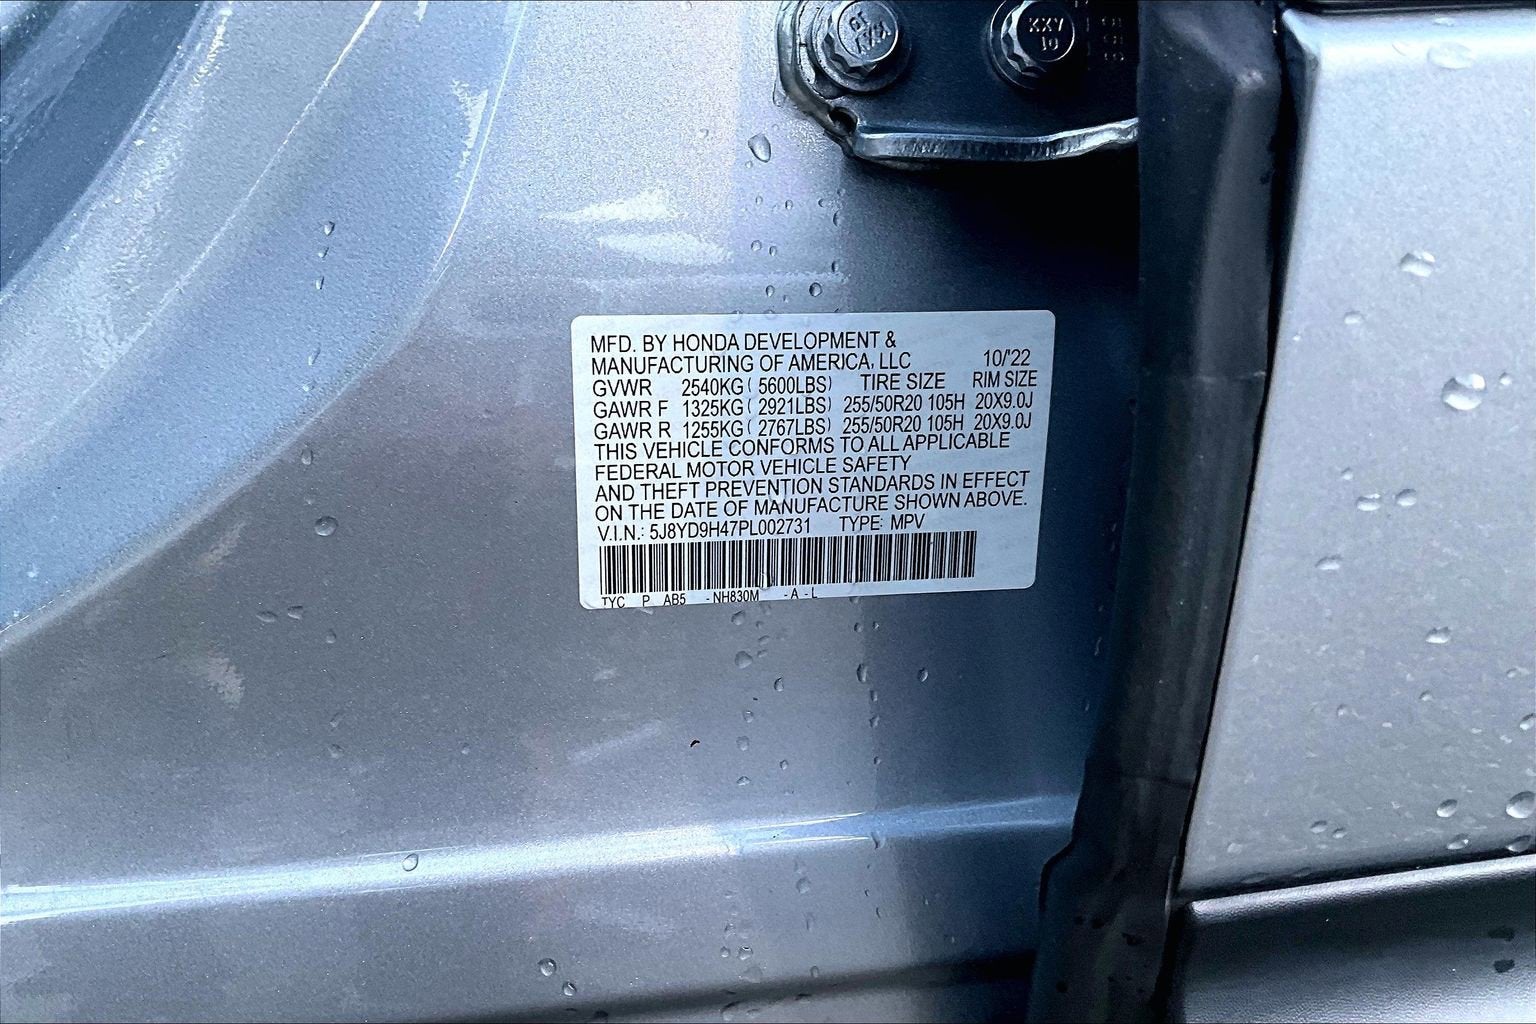 MFD. BY HONDA DEVELOPMENT &
MANUFACTURING OF AMERICA, LLC 10/'22
GVWR 2540KG ( 5600LBS) TIRE SIZE RIM SIZE
GAWR F 1325KG ( 2921LBS) 255/50R20 105H 20X9.0J
GAWR R 1255KG ( 2767LBS) 255/50R20 105H 20X9.0J
THIS VEHICLE CONFORMS TO ALL APPLICABLE
FEDERAL MOTOR VEHICLE SAFETY
AND THEFT PREVENTION STANDARDS IN EFFECT
ON THE DATE OF MANUFACTURE SHOWN ABOVE.
V.I.N.: 5J8YD9H47PL002731 TYPE: MPV
TYC P AB5 -NH830M -A-L